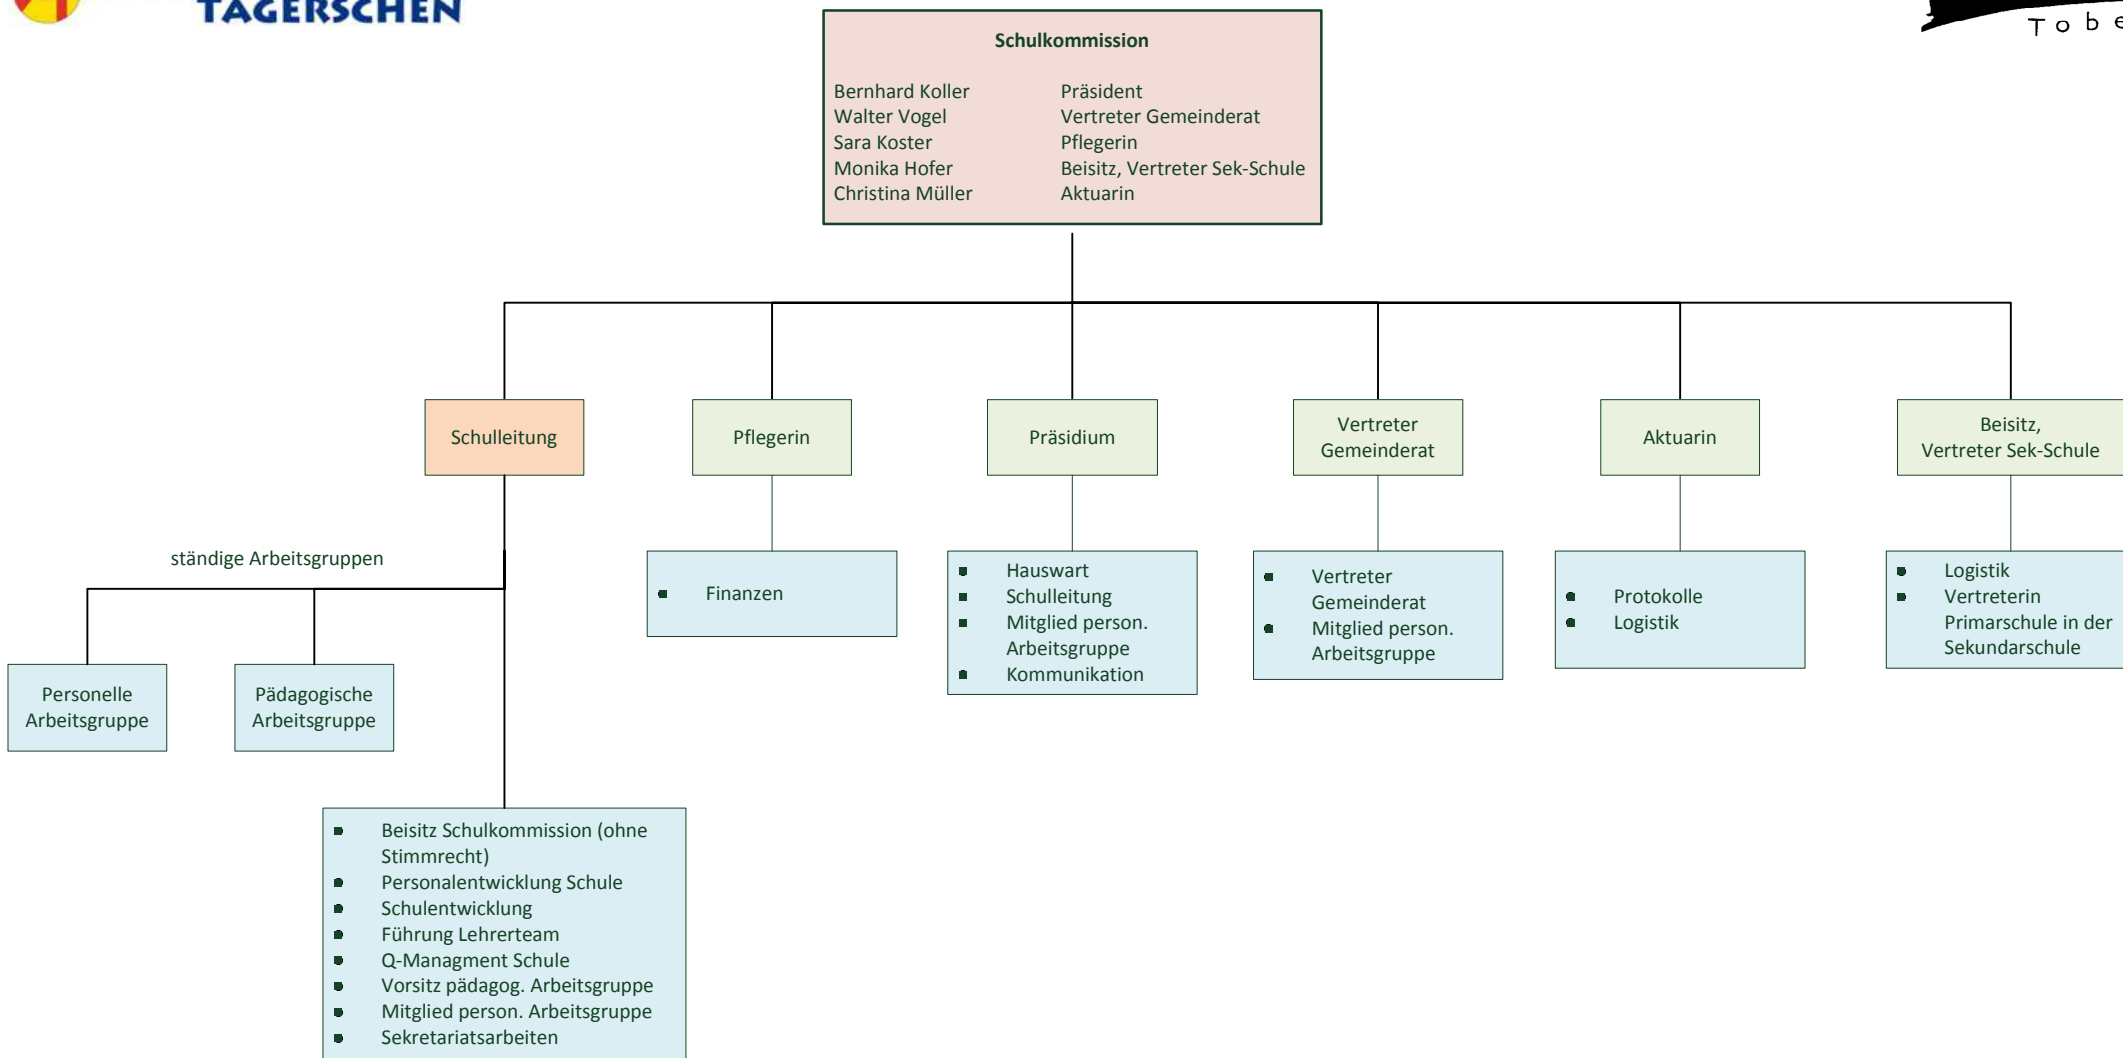 TÄGERSCHEN
Tobe
Schulkommission
Bernhard Koller Präsident
Walter Vogel Vertreter Gemeinderat
Sara Koster Pflegerin
Monika Hofer Beisitz, Vertreter Sek-Schule
Christina Müller Aktuarin
Schulleitung
Pflegerin
Präsidium
Vertreter
Gemeinderat
Aktuarin
Beisitz,
Vertreter Sek-Schule
ständige Arbeitsgruppen
Finanzen
Hauswart
Schulleitung
Mitglied person.
Arbeitsgruppe
Kommunikation
Vertreter
Gemeinderat
Mitglied person.
Arbeitsgruppe
Protokolle
Logistik
Logistik
Vertreterin
Primarschule in der
Sekundarschule
Personelle
Arbeitsgruppe
Pädagogische
Arbeitsgruppe
Beisitz Schulkommission (ohne
Stimmrecht)
Personalentwicklung Schule
Schulentwicklung
Führung Lehrerteam
Q-Managment Schule
Vorsitz pädagog. Arbeitsgruppe
Mitglied person. Arbeitsgruppe
Sekretariatsarbeiten